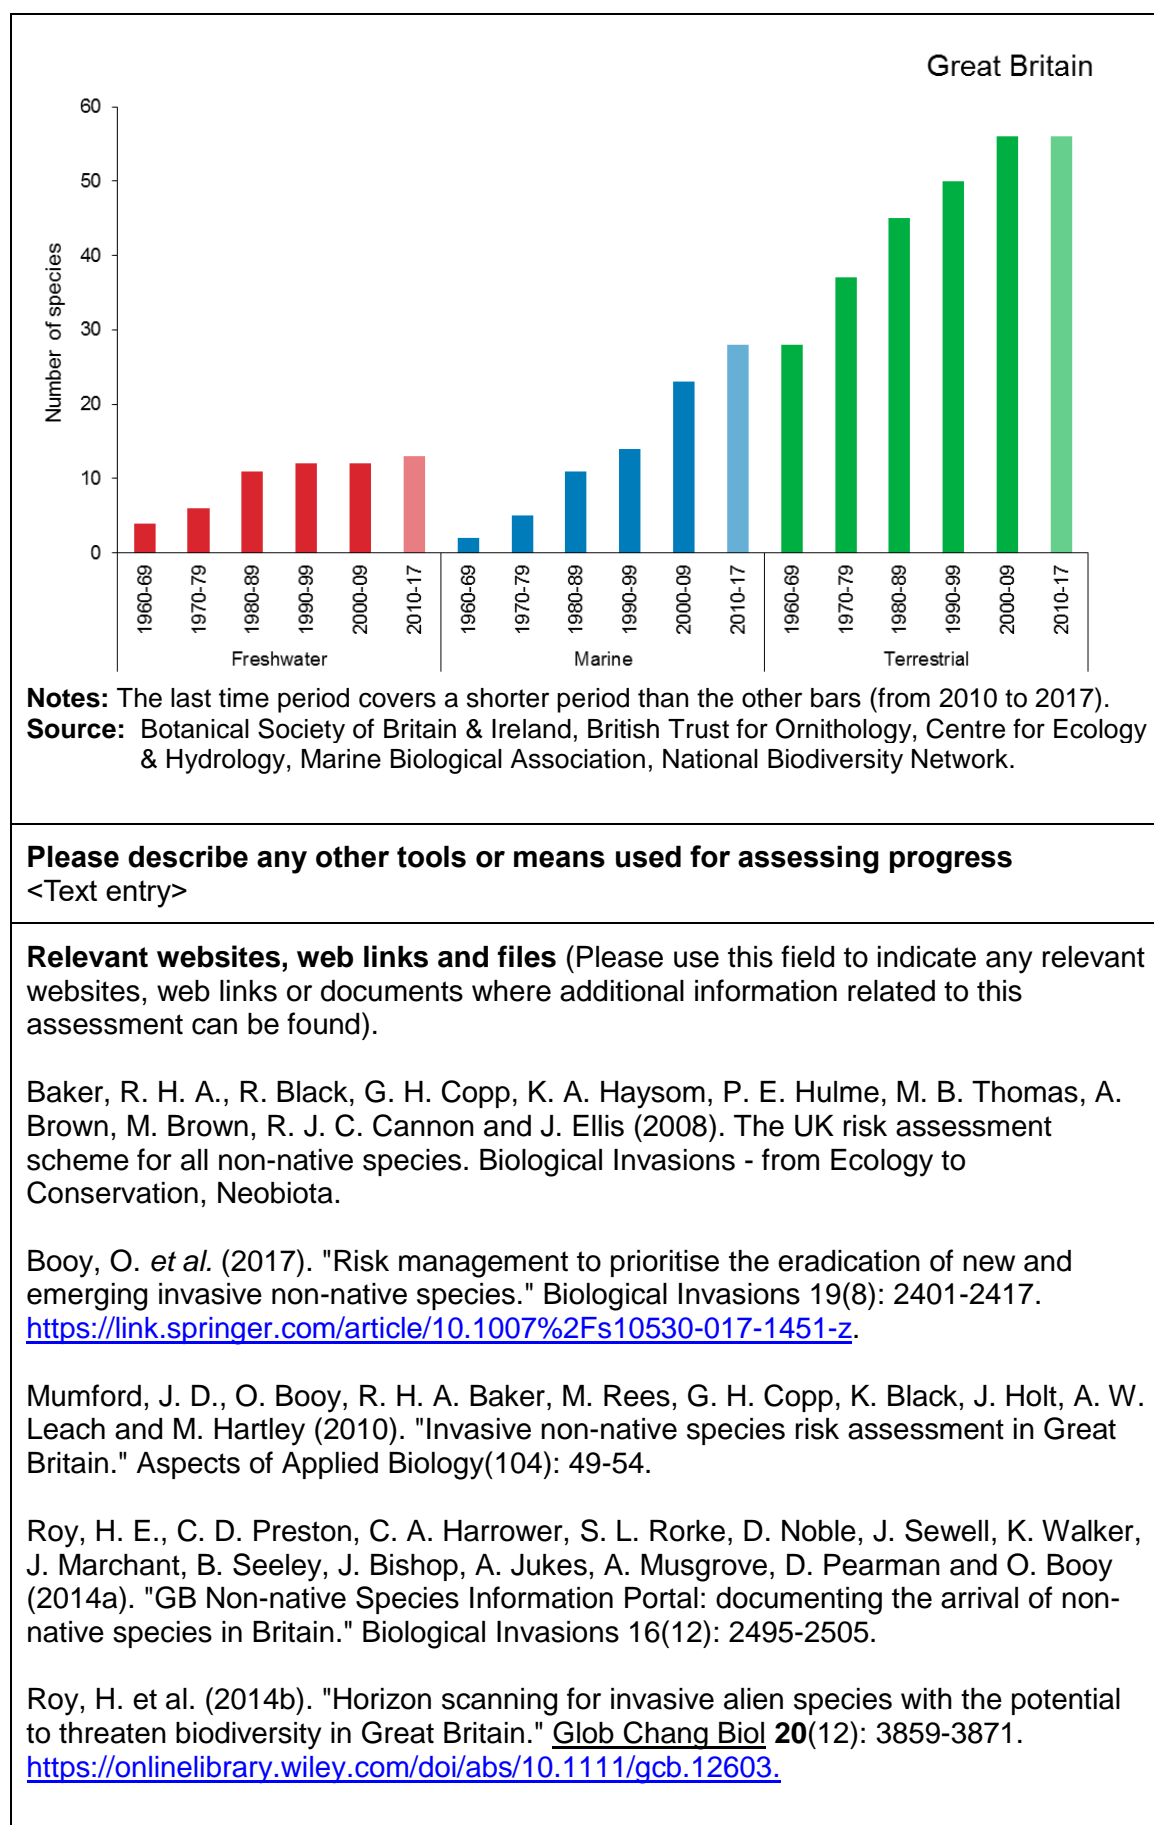 Great Britain
60
50
40
30
20
10
0
Number of species
1960-69
1970-79
1980-89
1990-99
2000-09
2010-17
1960-69
1970-79
1980-89
1990-99
2000-09
2010-17
1960-69
1970-79
1980-89
1990-99
2000-09
2010-17
Freshwater
Marine
Terrestrial
Notes: The last time period covers a shorter period than the other bars (from 2010 to 2017).
Source: Botanical Society of Britain & Ireland, British Trust for Ornithology, Centre for Ecology
& Hydrology, Marine Biological Association, National Biodiversity Network.
Please describe any other tools or means used for assessing progress
<Text entry>
Relevant websites, web links and files (Please use this field to indicate any relevant
websites, web links or documents where additional information related to this
assessment can be found).
Baker, R. H. A., R. Black, G. H. Copp, K. A. Haysom, P. E. Hulme, M. B. Thomas, A.
Brown, M. Brown, R. J. C. Cannon and J. Ellis (2008). The UK risk assessment
scheme for all non-native species. Biological Invasions - from Ecology to
Conservation, Neobiota.
Booy, O. et al. (2017). "Risk management to prioritise the eradication of new and
emerging invasive non-native species." Biological Invasions 19(8): 2401-2417.
https://link.springer.com/article/10.1007%2Fs10530-017-1451-z.
Mumford, J. D., O. Booy, R. H. A. Baker, M. Rees, G. H. Copp, K. Black, J. Holt, A. W.
Leach and M. Hartley (2010). "Invasive non-native species risk assessment in Great
Britain." Aspects of Applied Biology(104): 49-54.
Roy, H. E., C. D. Preston, C. A. Harrower, S. L. Rorke, D. Noble, J. Sewell, K. Walker,
J. Marchant, B. Seeley, J. Bishop, A. Jukes, A. Musgrove, D. Pearman and O. Booy
(2014a). "GB Non-native Species Information Portal: documenting the arrival of non-
native species in Britain." Biological Invasions 16(12): 2495-2505.
Roy, H. et al. (2014b). "Horizon scanning for invasive alien species with the potential
to threaten biodiversity in Great Britain." Glob Chang Biol 20(12): 3859-3871.
https://onlinelibrary.wiley.com/doi/abs/10.1111/gcb.12603.